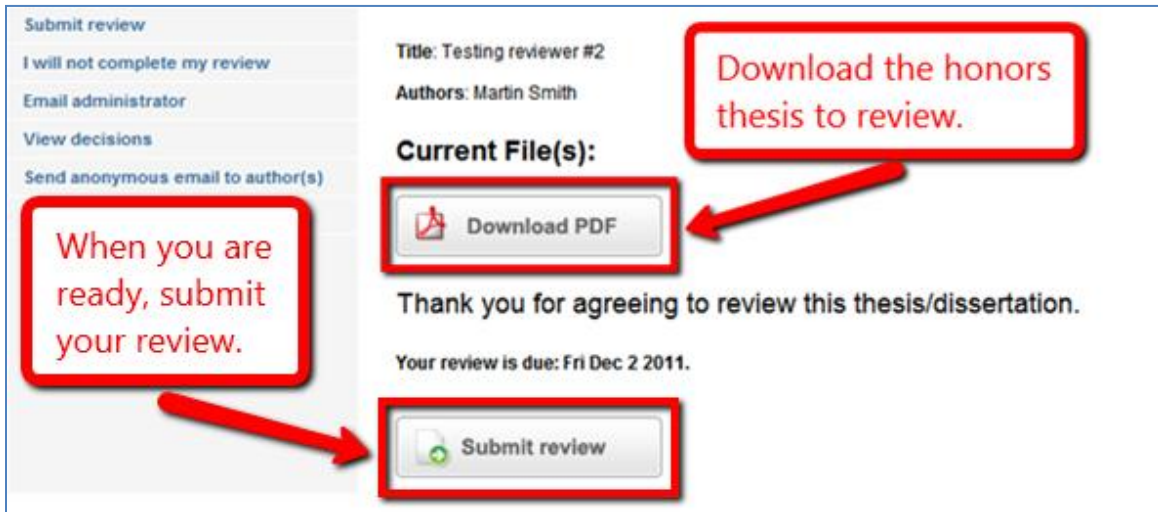 Submit review
I will not complete my review
Email administrator
View decisions
Send anonymous email to author(s)
When you are
ready, submit
your review.
Title: Testing reviewer #2
Authors: Martin Smith
Download the honors
thesis to review.
Current File(s):
Download PDF
Thank you for agreeing to review this thesis/dissertation.
Your review is due: Fri Dec 2 2011.
Submit review